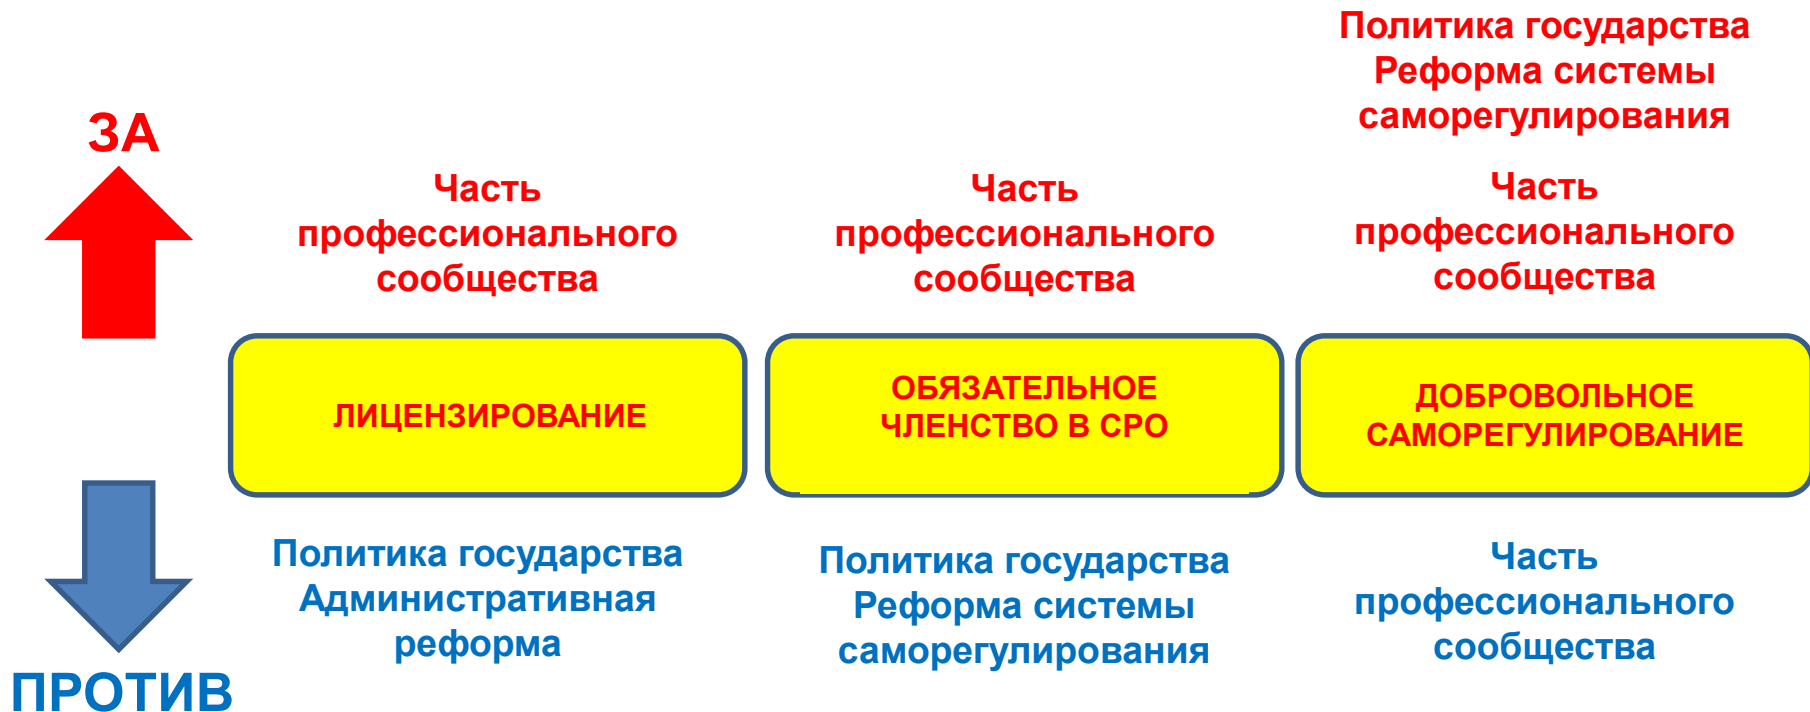 ЗА
Часть
профессионального
сообщества
Часть
профессионального
сообщества
Политика государства
Реформа системы
саморегулирования
Часть
профессионального
сообщества
ЛИЦЕНЗИРОВАНИЕ
ОБЯЗАТЕЛЬНОЕ
ЧЛЕНСТВО В СРО
ДОБРОВОЛЬНОЕ
САМОРЕГУЛИРОВАНИЕ
Политика государства
Административная
реформа
Политика государства
Реформа системы
саморегулирования
Часть
профессионального
сообщества
ПРОТИВ